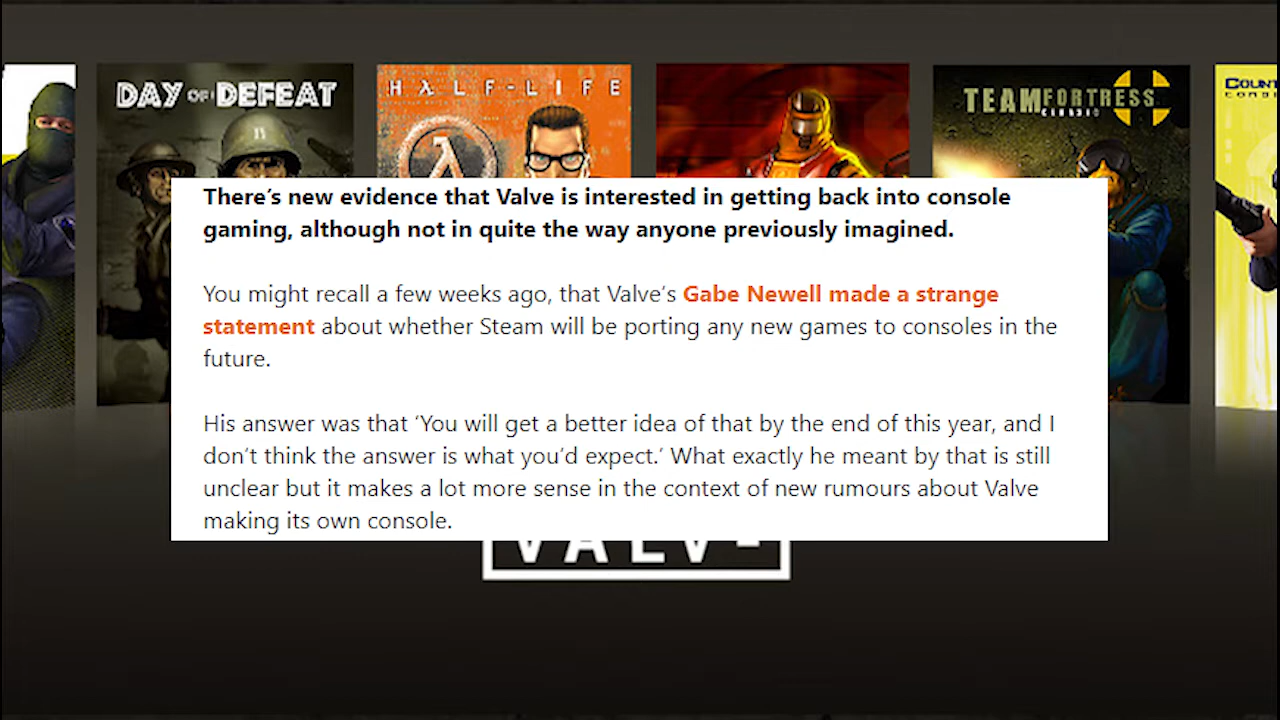 DAY OF DEFEAT
HALF-LIFE
TEAM FORTRESS
CLASSIC
COUNT
There's new evidence that Valve is interested in getting back into console
gaming, although not in quite the way anyone previously imagined.
You might recall a few weeks ago, that Valve's Gabe Newell made a strange
statement about whether Steam will be porting any new games to consoles in the
future.
His answer was that ‘You will get a better idea of that by the end of this year, and I
don't think the answer is what you'd expect.’ What exactly he meant by that is still
unclear but it makes a lot more sense in the context of new rumours about Valve
making its own console.
VALV